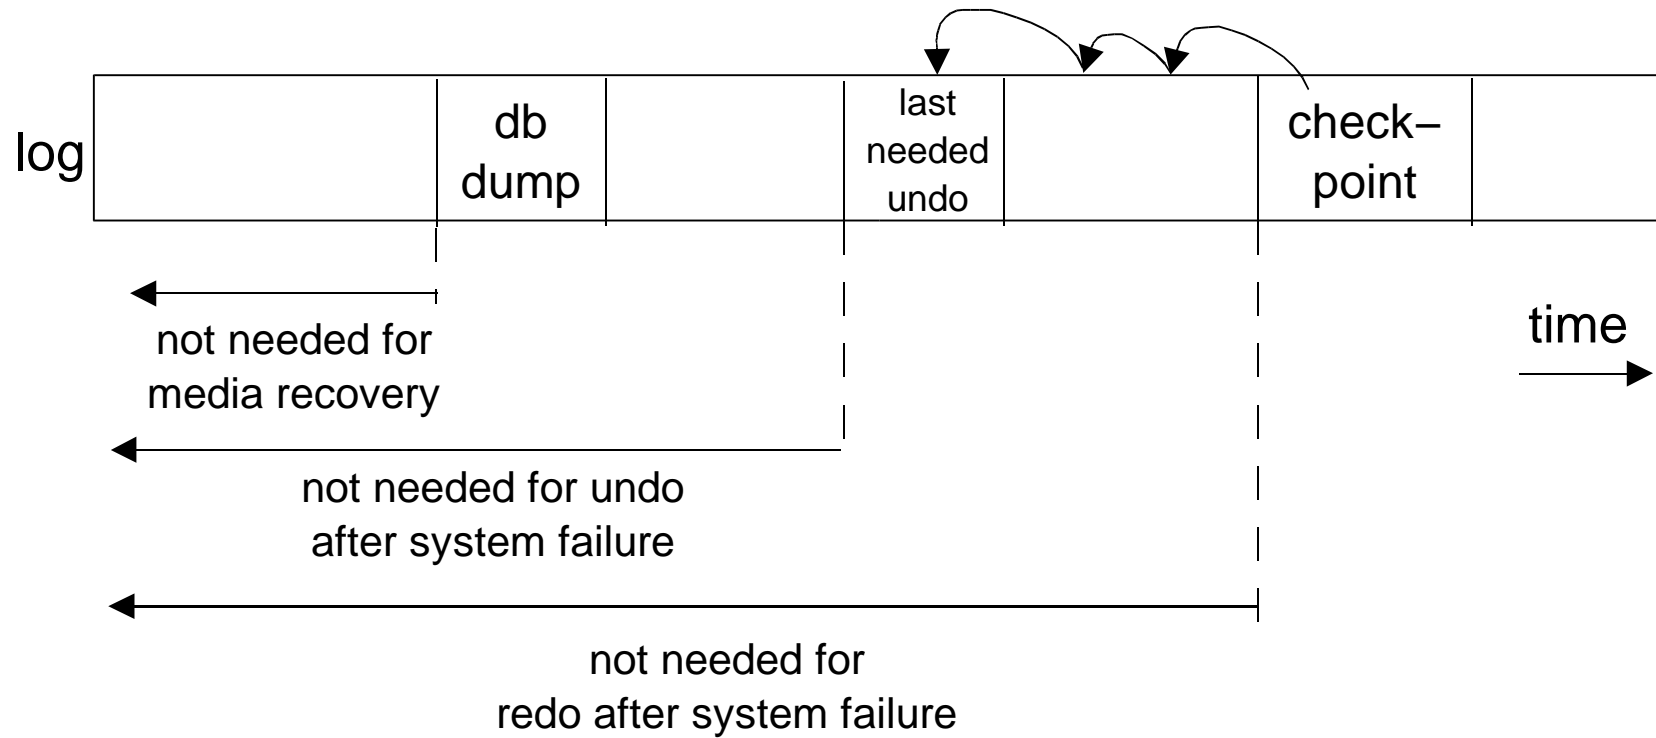 log
db
dump
last
needed
undo
check–
point
not needed for
media recovery
time
not needed for undo
after system failure
not needed for
redo after system failure